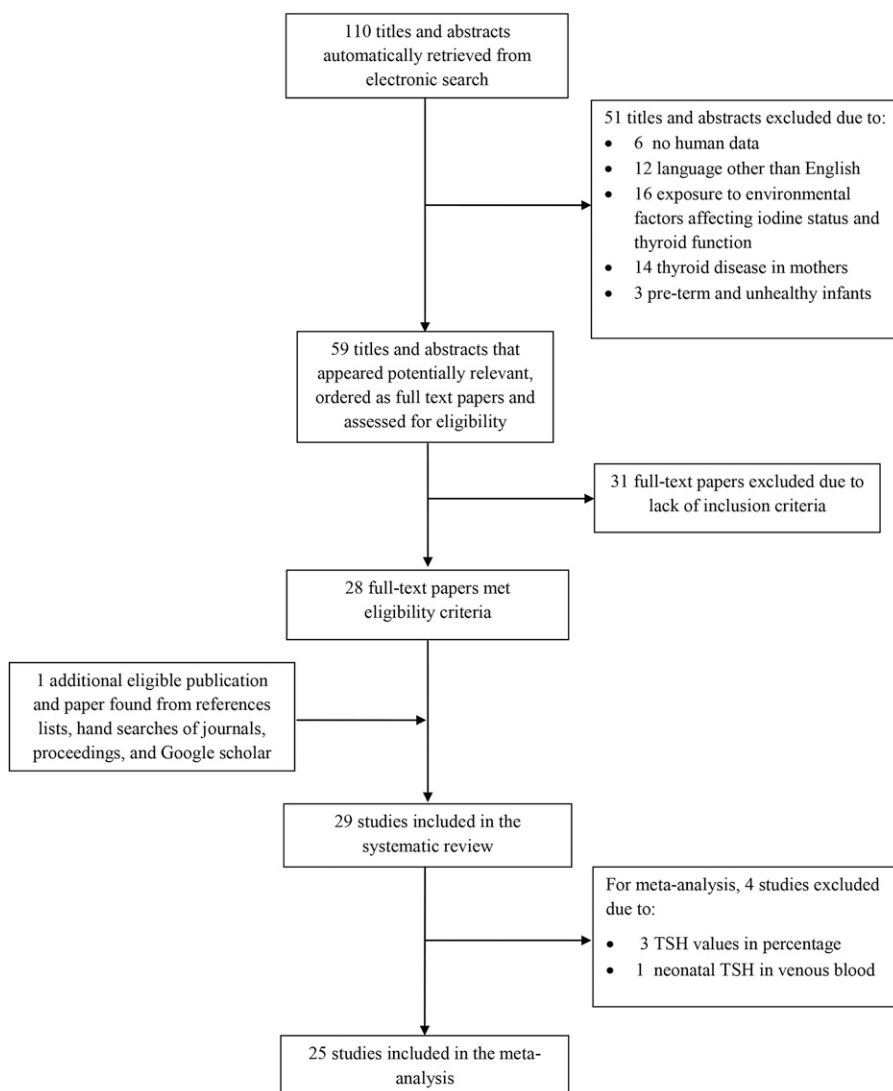 110 titles and abstracts
automatically retrieved from
electronic search
51 titles and abstracts excluded due to:
• 6 no human data
• 12 language other than English
• 16 exposure to environmental
factors affecting iodine status and
thyroid function
• 14 thyroid disease in mothers
• 3 pre-term and unhealthy infants
59 titles and abstracts that
appeared potentially relevant,
ordered as full text papers and
assessed for eligibility
31 full-text papers excluded due to
lack of inclusion criteria
28 full-text papers met
eligibility criteria
1 additional eligible publication
and paper found from references
lists, hand searches of journals,
proceedings, and Google scholar
29 studies included in the
systematic review
For meta-analysis, 4 studies excluded
due to:
• 3 TSH values in percentage
• 1 neonatal TSH in venous blood
25 studies included in the meta-
analysis